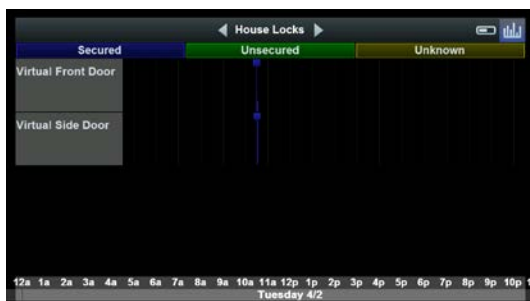 House Locks
Secured Unsecured Unknown
Virtual Front Door
Virtual Side Door
12a 1a 2a 3a 4a 5a 6a 7a 8a 9a 10a 11a 12p 1p 2p 3p 4p 5p 6p 7p 8p 9p 10p
Tuesday 4/2